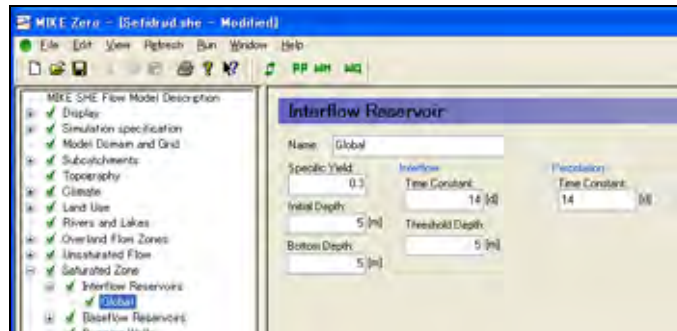 MIKE Zero - [Sefidrud.she - Modified]
File Edit View Refresh Run Window Help
PP WM WQ
MIKE SHE Flow Model Description
Display
Simulation specification
Model Domain and Grid
Subcatchments
Topography
Climate
Land Use
Rivers and Lakes
Overland Flow Zones
Unsaturated Flow
Saturated Zone
Interflow Reservoirs
Global
Baseflow Reservoirs
Interflow Reservoir
Name: Global
Specific Yield: Interflow Percolation
0.3 Time Constant: Time Constant:
14 [d] 14 [d]
Initial Depth:
5 [m] Threshold Depth:
Bottom Depth: 5 [m]
5 [m]